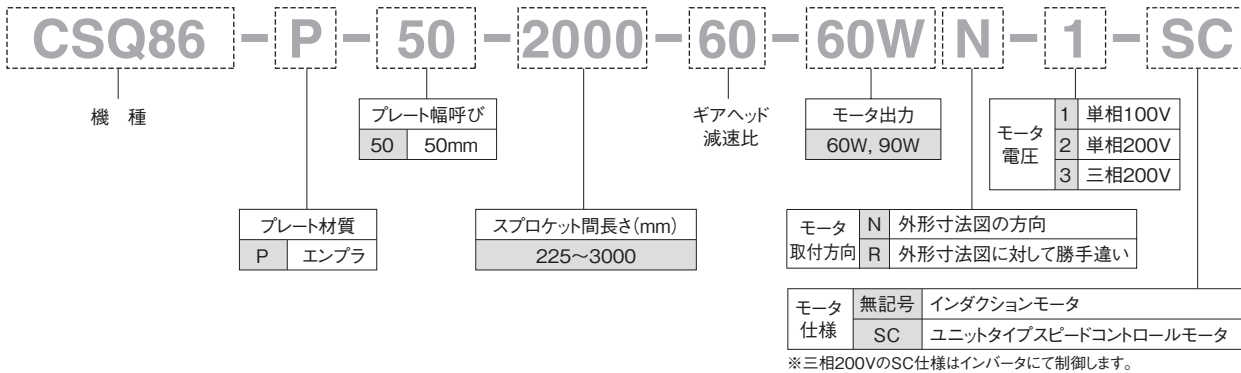 CSQ86-P-50-2000-60-60WN-1-SC
機 種
プレート幅呼び
50 50mm
ギアヘッド
減速比
モータ出力
60W, 90W
モータ
電圧
1 単相100V
2 単相200V
3 三相200V
プレート材質
P エンプラ
スプロケット間長さ(mm)
225〜3000
モータ
取付方向
N 外形寸法図の方向
R 外形寸法図に対して勝手違い
モータ
仕様
無記号 インダクションモータ
SC ユニットタイプスピードコントロールモータ
※三相200VのSC仕様はインバータにて制御します。